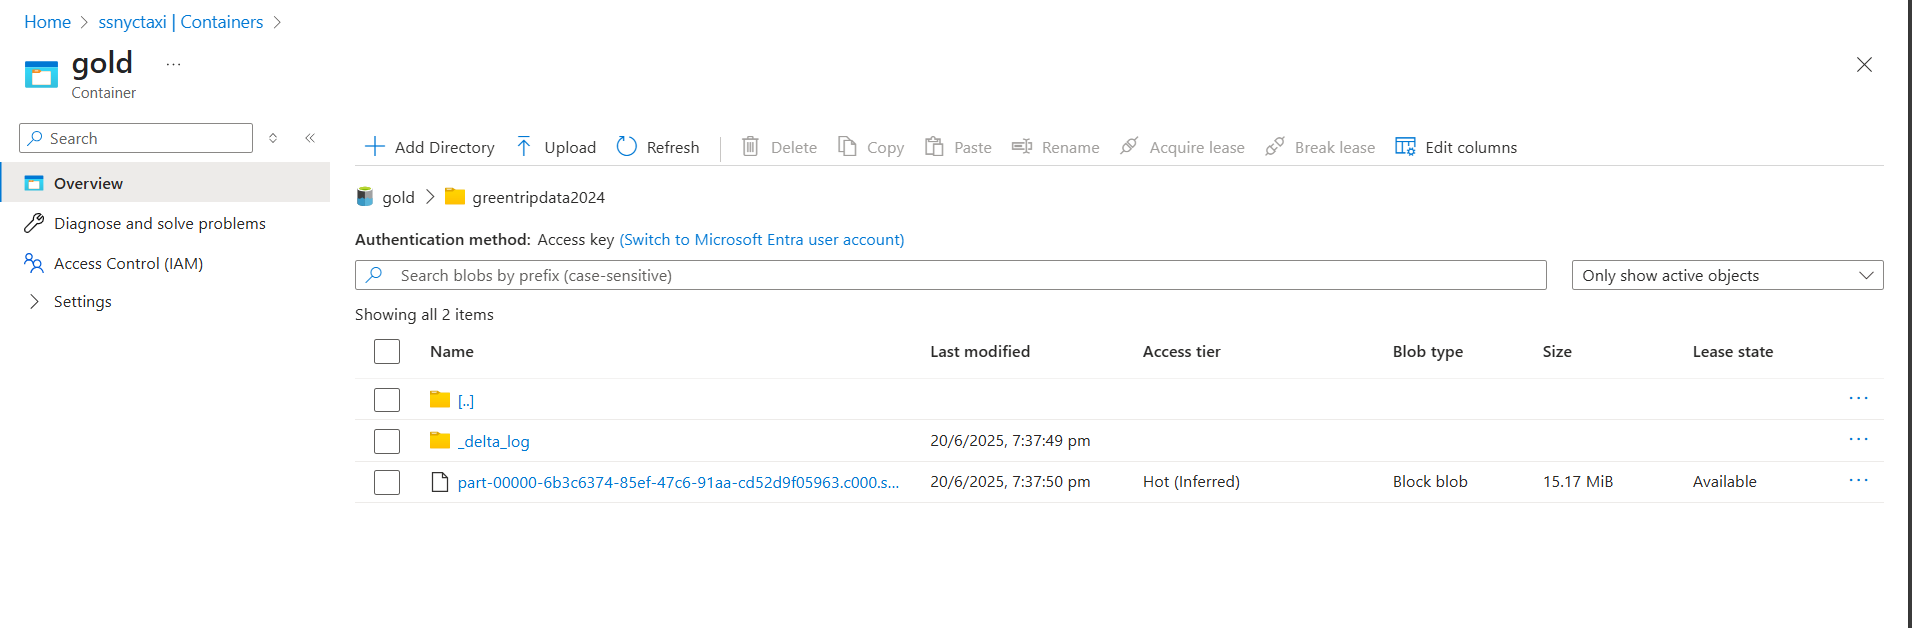 Home > ssnyctaxi | Containers >
gold ...
Container
Search
Overview
Diagnose and solve problems
Access Control (IAM)
Settings
Add Directory Upload Refresh Delete Copy Paste Rename Acquire lease Break lease Edit columns
gold > greentripdata2024
Authentication method: Access key (Switch to Microsoft Entra user account)
Search blobs by prefix (case-sensitive) Only show active objects
Showing all 2 items
Name Last modified Access tier Blob type Size Lease state
[..] ...
_delta_log 20/6/2025, 7:37:49 pm ...
part-00000-6b3c6374-85ef-47c6-91aa-cd52d9f05963.c000.s... 20/6/2025, 7:37:50 pm Hot (Inferred) Block blob 15.17 MiB Available ...